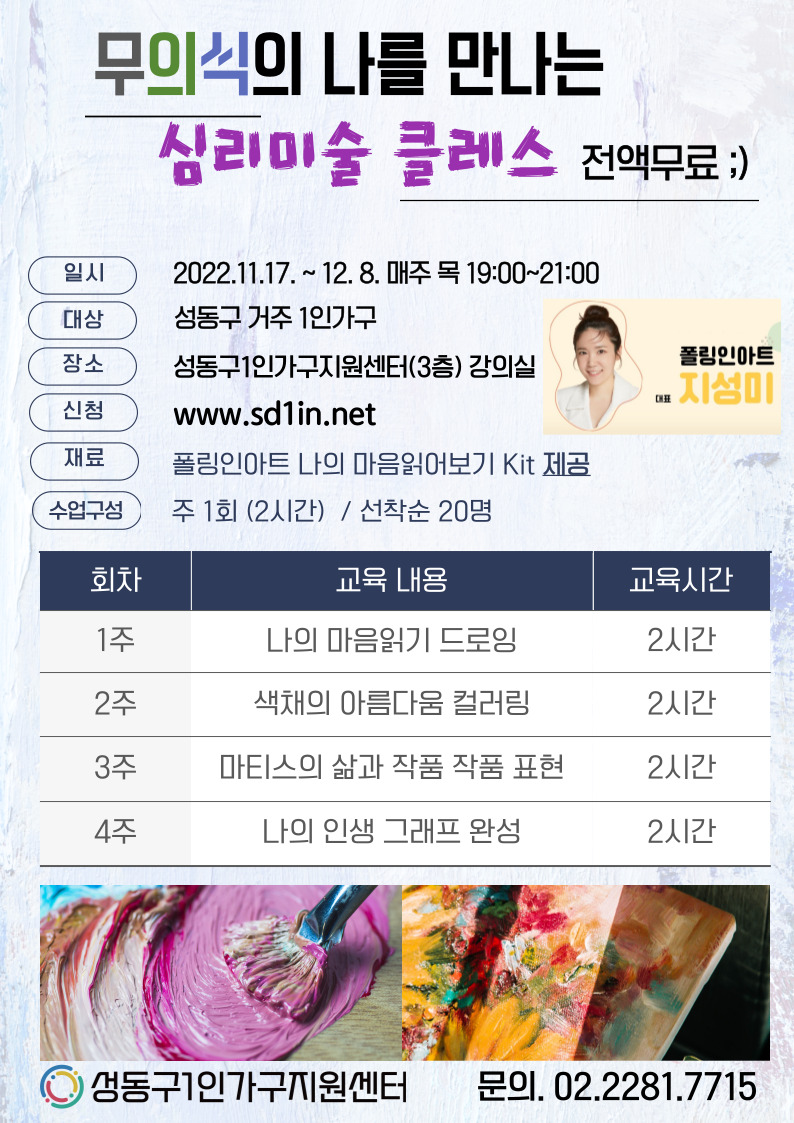 무의식의 나를 만나는
심리미술 클레스 전액무료 ;)
일시 2022.11.17. ~ 12. 8. 매주 목 19:00~21:00
대상 성동구 거주 1인가구
장소 성동구1인가구지원센터(3층) 강의실
신청 www.sd1in.net
폴링인아트
대표 지성미
재료 폴링인아트 나의 마음읽어보기 Kit 제공
수업구성 주 1회 (2시간) / 선착순 20명
회차 교육 내용 교육시간
1주 나의 마음읽기 드로잉 2시간
2주 색채의 아름다움 컬러링 2시간
3주 마티스의 삶과 작품 작품 표현 2시간
4주 나의 인생 그래프 완성 2시간
성동구1인가구지원센터 문의. 02.2281.7715